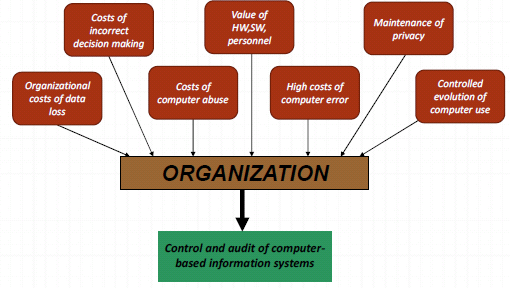 Costs of
incorrect
decision making
Value of
HW,SW,
personnel
Maintenance of
privacy
Organizational
costs of data
loss
Costs of
computer abuse
High costs of
computer error
Controlled
evolution of
computer use
ORGANIZATION
Control and audit of computer-
based information systems